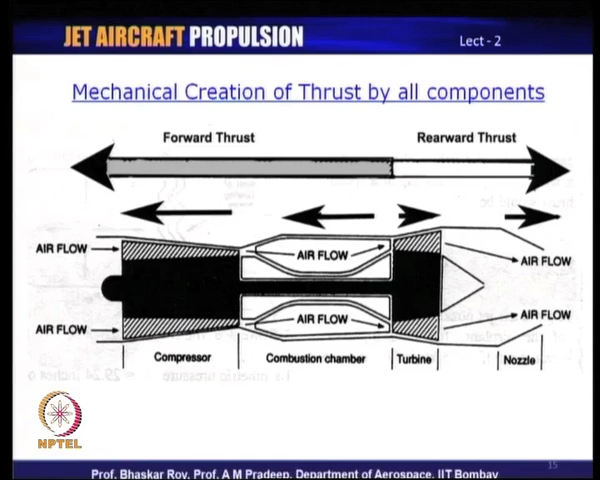 JET AIRCRAFT PROPULSION
Lect - 2
Mechanical Creation of Thrust by all components
Forward Thrust
Rearward Thrust
AIR FLOW
AIR FLOW
AIR FLOW
AIR FLOW
AIR FLOW
AIR FLOW
Compressor
Combustion chamber
Turbine
Nozzle
NPTEL
15
Prof. Bhaskar Roy, Prof. A M Pradeep, Department of Aerospace, IIT Bombay